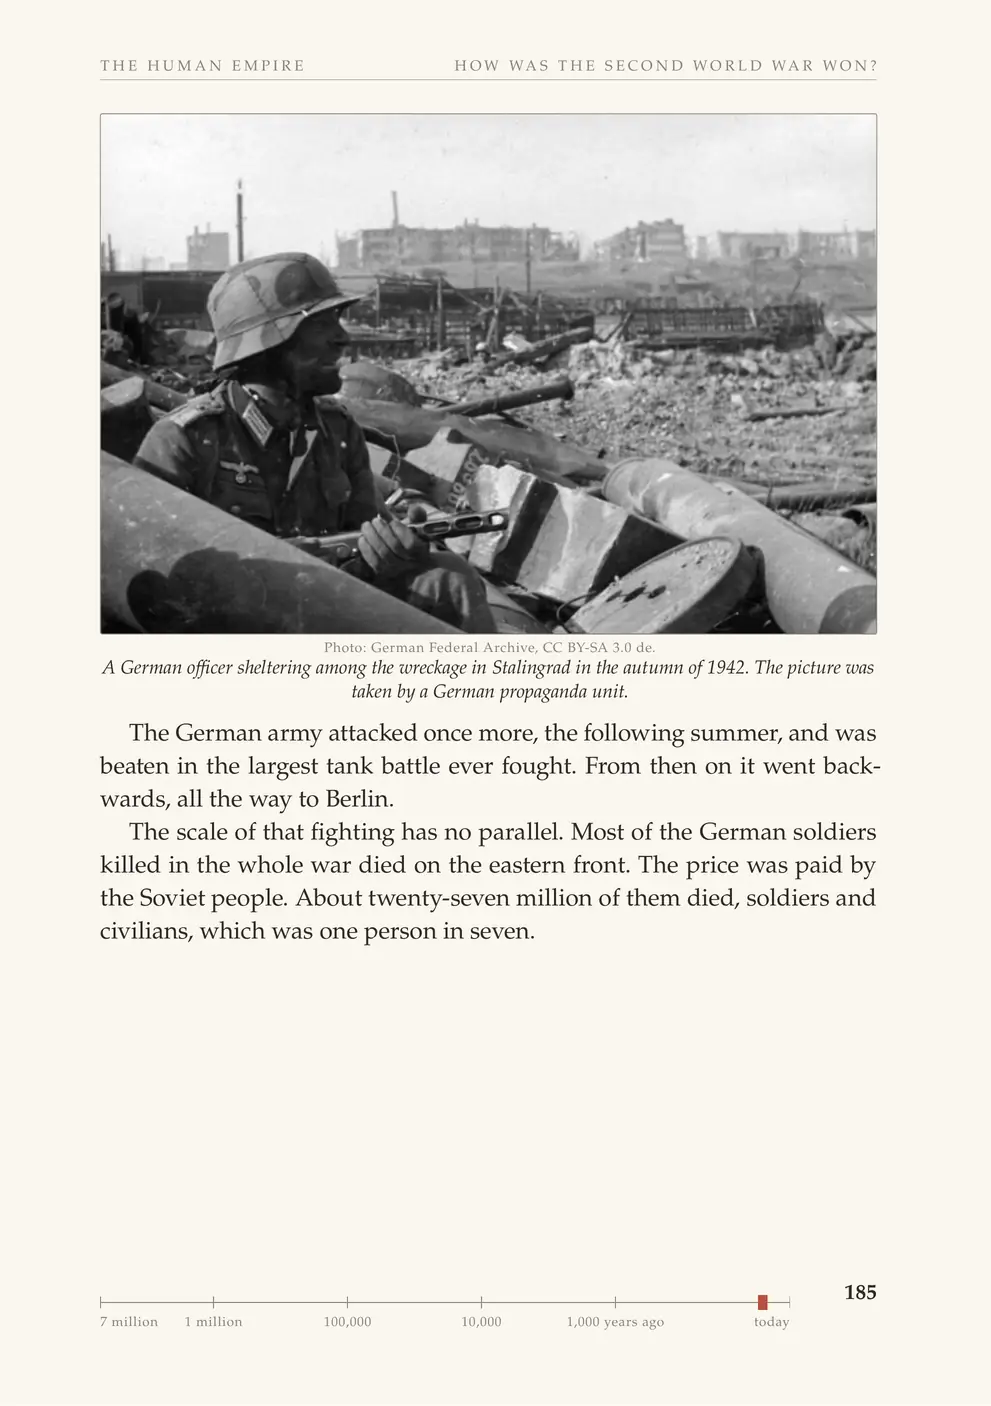 THE HUMAN EMPIRE
HOW WAS THE SECOND WORLD WAR WON?
Photo: German Federal Archive, CC BY-SA 3.0 de.
A German officer sheltering among the wreckage in Stalingrad in the autumn of 1942. The picture was
taken by a German propaganda unit.
The German army attacked once more, the following summer, and was
beaten in the largest tank battle ever fought. From then on it went back-
wards, all the way to Berlin.
The scale of that fighting has no parallel. Most of the German soldiers
killed in the whole war died on the eastern front. The price was paid by
the Soviet people. About twenty-seven million of them died, soldiers and
civilians, which was one person in seven.
185
7 million 1 million 100,000 10,000 1,000 years ago today